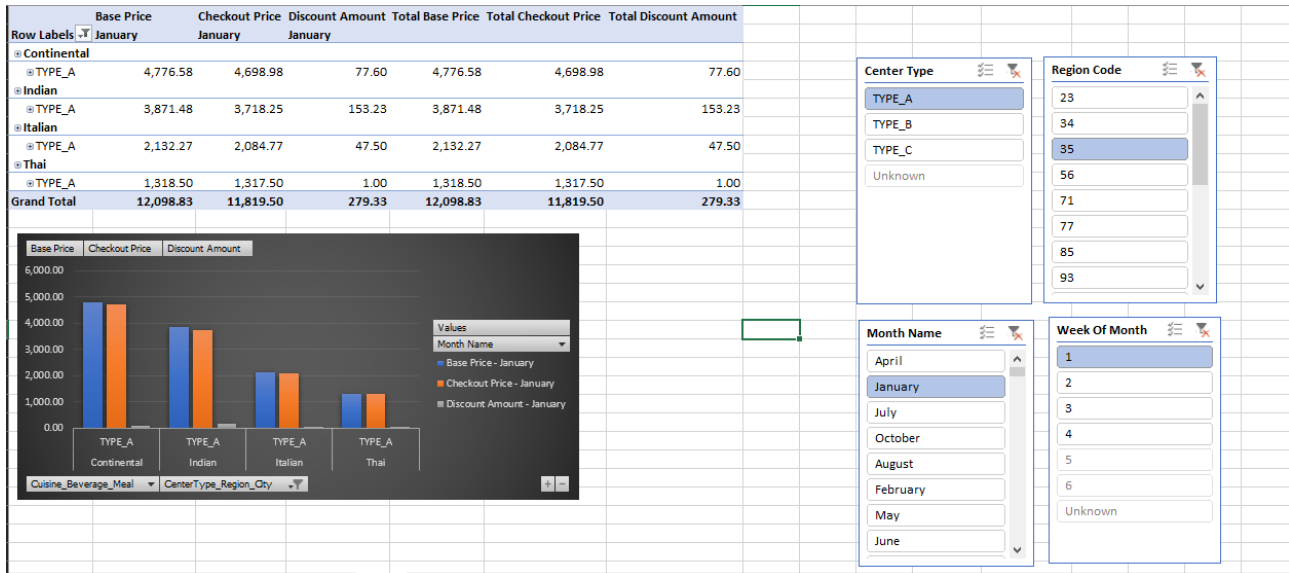 Base Price Checkout Price Discount Amount Total Base Price Total Checkout Price Total Discount Amount
Row Labels January January January
Continental
TYPE_A 4,776.58 4,698.98 77.60 4,776.58 4,698.98 77.60
Indian
TYPE_A 3,871.48 3,718.25 153.23 3,871.48 3,718.25 153.23
Italian
TYPE_A 2,132.27 2,084.77 47.50 2,132.27 2,084.77 47.50
Thai
TYPE_A 1,318.50 1,317.50 1.00 1,318.50 1,317.50 1.00
Grand Total 12,098.83 11,819.50 279.33 12,098.83 11,819.50 279.33
Base Price Checkout Price Discount Amount
6,000.00
5,000.00
4,000.00
3,000.00
2,000.00
1,000.00
0.00
TYPE_A TYPE_A TYPE_A TYPE_A
Continental Indian Italian Thai
Values
Month Name
Base Price - January
Checkout Price - January
Discount Amount - January
Cuisine_Beverage_Meal CenterType_Region_City
Center Type
TYPE_A
TYPE_B
TYPE_C
Unknown
Region Code
23
34
35
56
71
77
85
93
Month Name
April
January
July
October
August
February
May
June
Week Of Month
1
2
3
4
5
6
Unknown